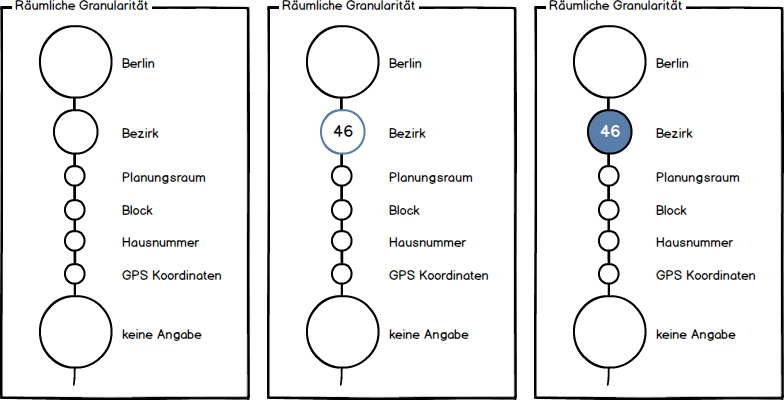 Räumliche Granularität
Berlin
Bezirk
Planungsraum
Block
Hausnummer
GPS Koordinaten
keine Angabe
Räumliche Granularität
Berlin
46
Bezirk
Planungsraum
Block
Hausnummer
GPS Koordinaten
keine Angabe
Räumliche Granularität
Berlin
46
Bezirk
Planungsraum
Block
Hausnummer
GPS Koordinaten
keine Angabe